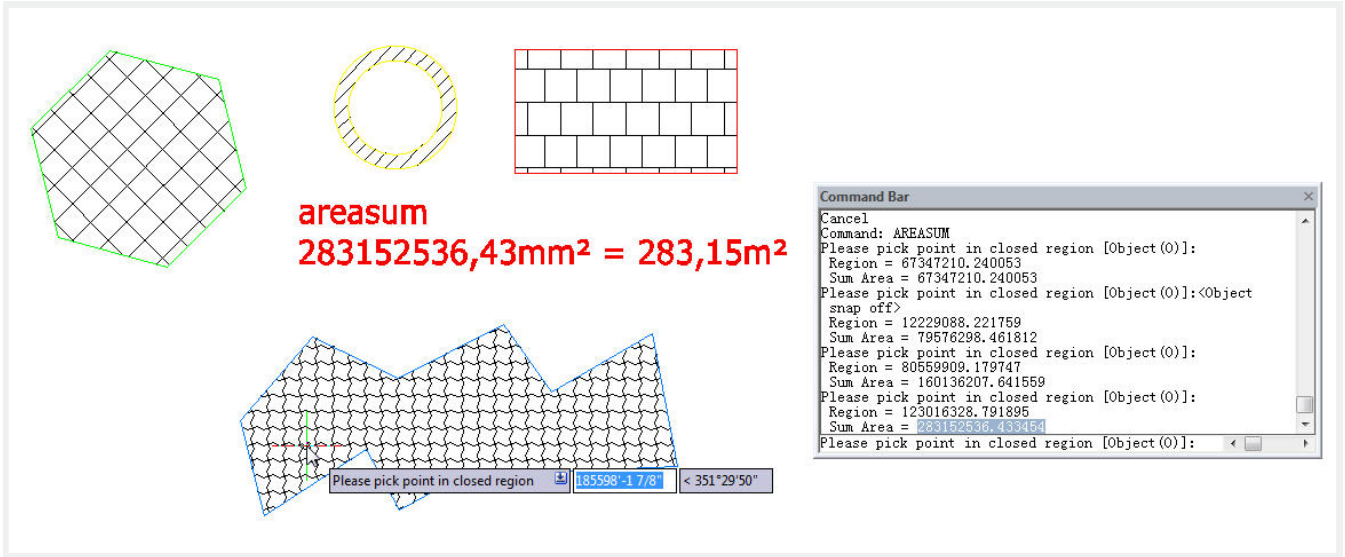 areasum
283152536,43mm² = 283,15m²
Command Bar
Cancel
Command: AREASUM
Please pick point in closed region [Object(O)]:
Region = 67347210.240053
Sum Area = 67347210.240053
Please pick point in closed region [Object(O)]:<Object
snap off>
Region = 12229088.221759
Sum Area = 79576298.461812
Please pick point in closed region [Object(O)]:
Region = 80559909.179747
Sum Area = 160136207.641559
Please pick point in closed region [Object(O)]:
Region = 123016328.791895
Sum Area = 283152536.433454
Please pick point in closed region [Object(O)]:
Please pick point in closed region 185598'-1 7/8" < 351°29'50"